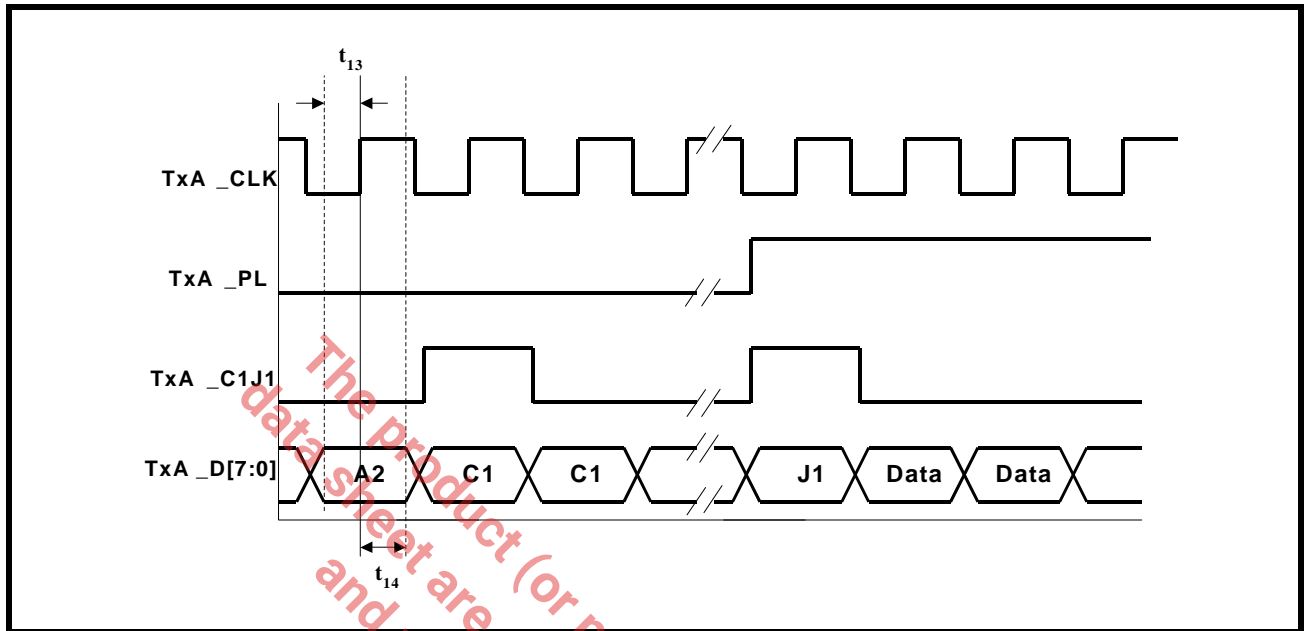 t13
TxA _CLK
TxA _PL
TxA _C1J1
TxA _D[7:0]
A2
C1
C1
J1
Data
Data
t14
The product (or
data sheet are
and